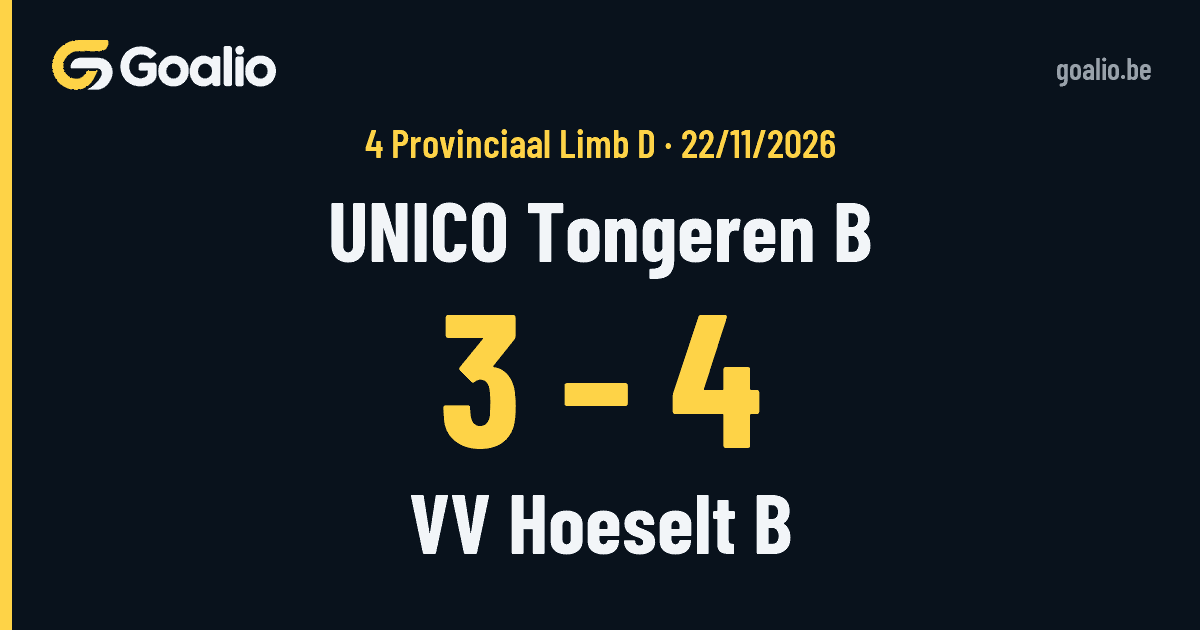 Goalio
goalio.be
4 Provinciaal Limb D · 22/11/2026
UNICO Tongeren B
3 – 4
VV Hoeselt B